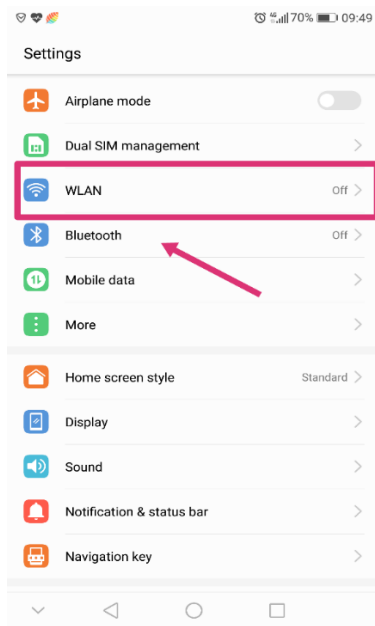 70% 09:49
Settings
Airplane mode
Dual SIM management
WLAN Off
Bluetooth Off
Mobile data
More
Home screen style Standard
Display
Sound
Notification & status bar
Navigation key